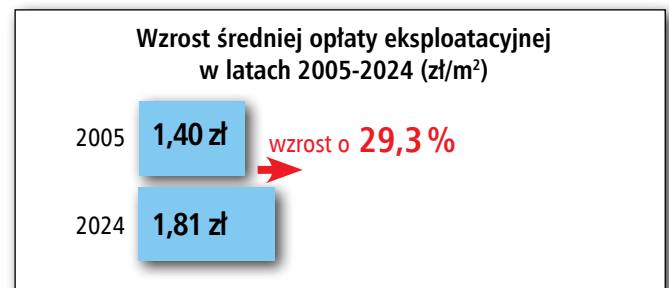 Wzrost średniej opłaty eksploatacyjnej
w latach 2005-2024 (zł/m²)
2005 1,40 zł
wzrost o 29,3 %
2024 1,81 zł